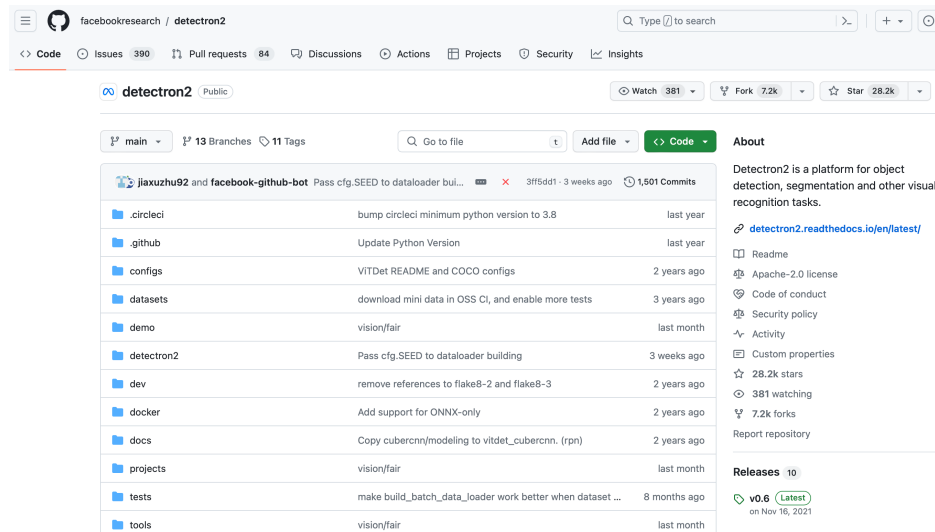 facebookresearch / detectron2
Type / to search
Code Issues 390 Pull requests 84 Discussions Actions Projects Security Insights
detectron2 Public Watch 381 Fork 7.2k Star 28.2k
main 13 Branches 11 Tags Go to file t Add file Code
jiaxuzhu92 and facebook-github-bot Pass cfg.SEED to dataloader bui... 3ff5dd1 · 3 weeks ago 1,501 Commits
.circleci bump circleci minimum python version to 3.8 last year
.github Update Python Version last year
configs ViTDet README and COCO configs 2 years ago
datasets download mini data in OSS CI, and enable more tests 3 years ago
demo vision/fair last month
detectron2 Pass cfg.SEED to dataloader building 3 weeks ago
dev remove references to flake8-2 and flake8-3 2 years ago
docker Add support for ONNX-only 2 years ago
docs Copy cubercnn/modeling to vitdet_cubercnn. (rpn) 2 years ago
projects vision/fair last month
tests make build_batch_data_loader work better when dataset ... 8 months ago
tools vision/fair last month
About
Detectron2 is a platform for object
detection, segmentation and other visual
recognition tasks.
detectron2.readthedocs.io/en/latest/
Readme
Apache-2.0 license
Code of conduct
Security policy
Activity
Custom properties
28.2k stars
381 watching
7.2k forks
Report repository
Releases 10
v0.6 Latest
on Nov 16, 2021